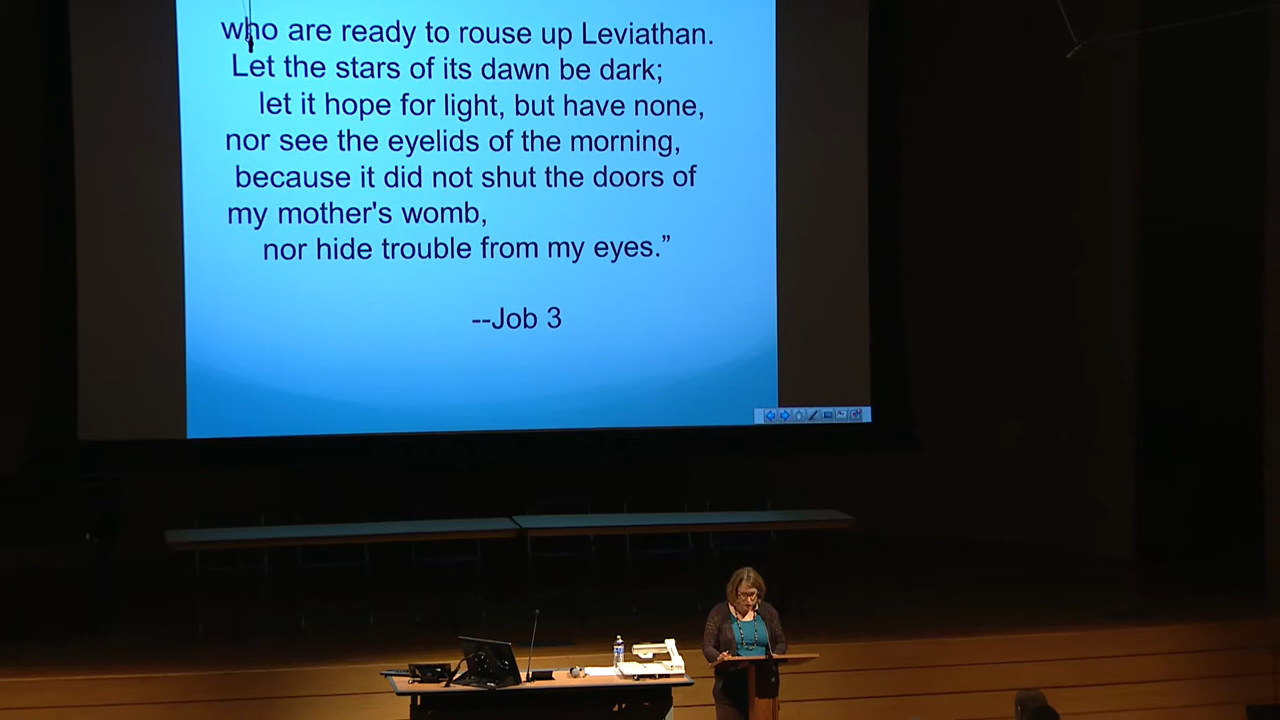 who are ready to rouse up Leviathan.
Let the stars of its dawn be dark;
let it hope for light, but have none,
nor see the eyelids of the morning,
because it did not shut the doors of
my mother's womb,
nor hide trouble from my eyes.”
--Job 3